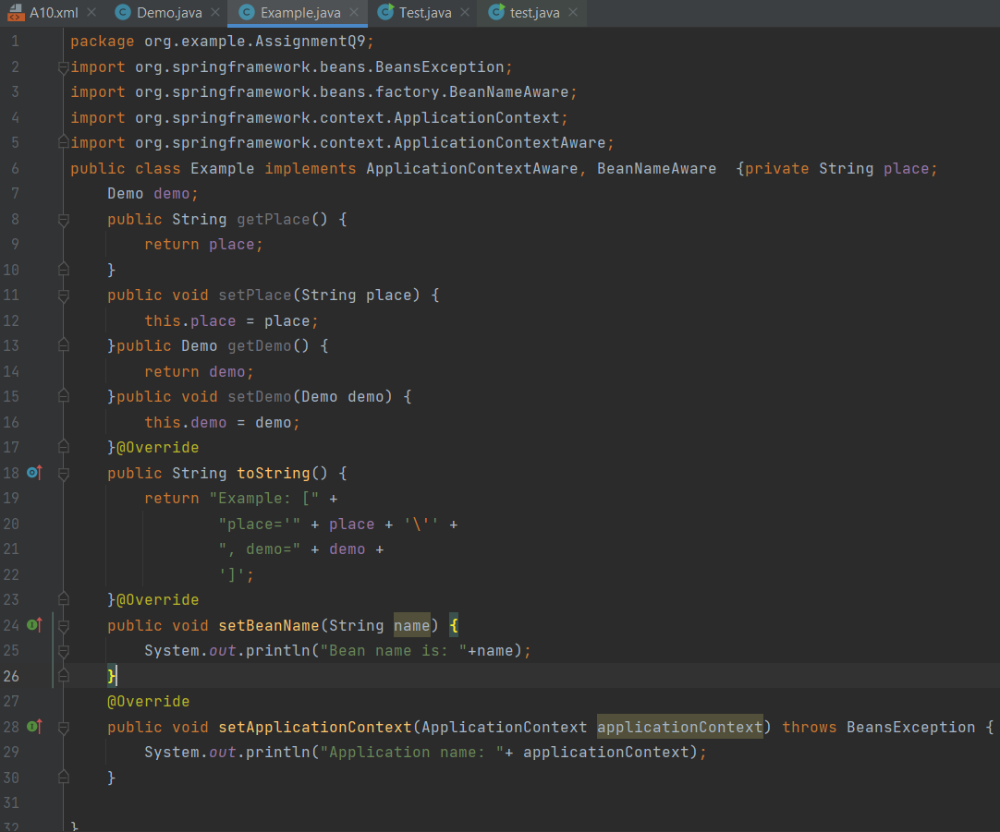 A10.xml Demo.java Example.java Test.java test.java
1 package org.example.AssignmentQ9;
2 import org.springframework.beans.BeansException;
3 import org.springframework.beans.factory.BeanNameAware;
4 import org.springframework.context.ApplicationContext;
5 import org.springframework.context.ApplicationContextAware;
6 public class Example implements ApplicationContextAware, BeanNameAware  {private String place;
7     Demo demo;
8     public String getPlace() {
9         return place;
10     }
11     public void setPlace(String place) {
12         this.place = place;
13     }public Demo getDemo() {
14         return demo;
15     }public void setDemo(Demo demo) {
16         this.demo = demo;
17     }@Override
18     public String toString() {
19         return "Example: [" +
20                 "place='" + place + '\'' +
21                 ", demo=" + demo +
22                 ']';
23     }@Override
24     public void setBeanName(String name) {
25         System.out.println("Bean name is: "+name);
26     }
27     @Override
28     public void setApplicationContext(ApplicationContext applicationContext) throws BeansException {
29         System.out.println("Application name: "+ applicationContext);
30     }
31
32 }